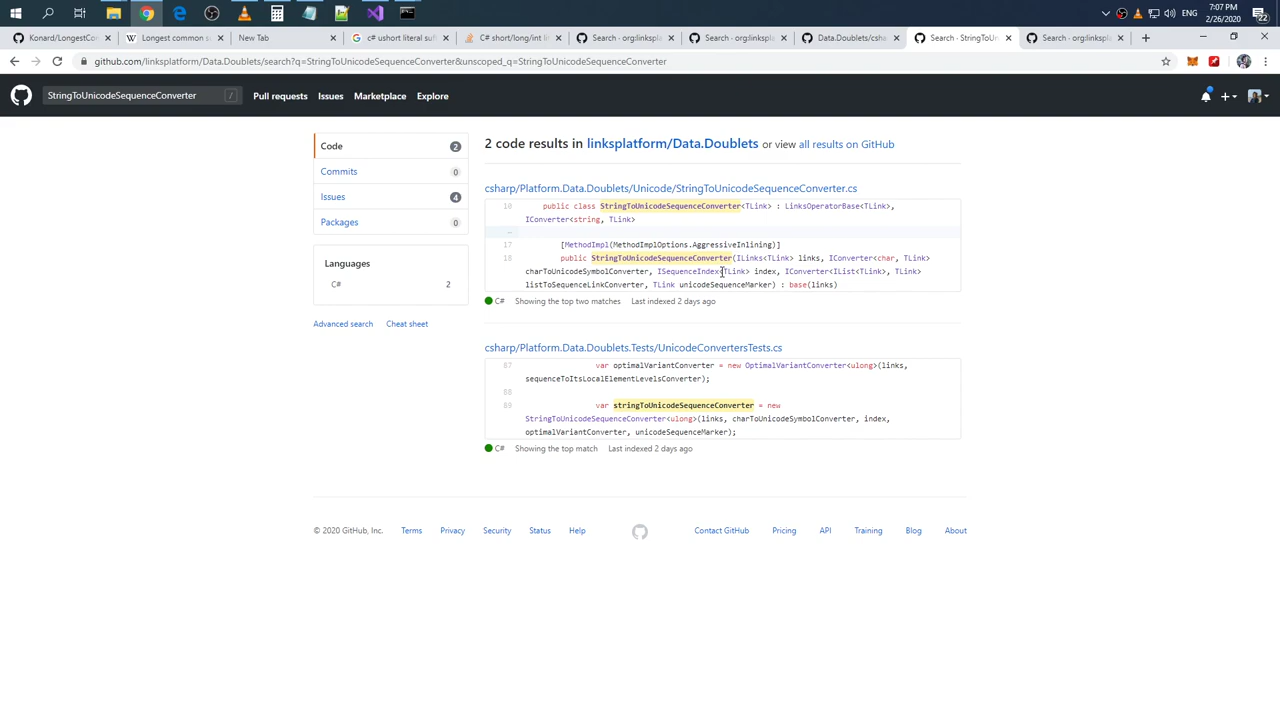 7:07 PM
ENG
2/26/2020
22
Konard/LongestCo
Longest common s
New Tab
c# ushort literal suf
C# short/long/int li
Search · org:linkspl
Search · org:linkspl
Data.Doublets/csha
Search · StringToUn
Search · org:linkspl
github.com/linksplatform/Data.Doublets/search?q=StringToUnicodeSequenceConverter&unscoped_q=StringToUnicodeSequenceConverter
StringToUnicodeSequenceConverter
/
Pull requests
Issues
Marketplace
Explore
Code 2
Commits 0
Issues 4
Packages 0
Languages
C# 2
Advanced search
Cheat sheet
2 code results in linksplatform/Data.Doublets or view all results on GitHub
csharp/Platform.Data.Doublets/Unicode/StringToUnicodeSequenceConverter.cs
10 public class StringToUnicodeSequenceConverter<TLink> : LinksOperatorBase<TLink>,
IConverter<string, TLink>
…
17 [MethodImpl(MethodImplOptions.AggressiveInlining)]
18 public StringToUnicodeSequenceConverter(ILinks<TLink> links, IConverter<char, TLink>
charToUnicodeSymbolConverter, ISequenceIndex<TLink> index, IConverter<IList<TLink>, TLink>
listToSequenceLinkConverter, TLink unicodeSequenceMarker) : base(links)
C# Showing the top two matches Last indexed 2 days ago
csharp/Platform.Data.Doublets.Tests/UnicodeConvertersTests.cs
87 var optimalVariantConverter = new OptimalVariantConverter<ulong>(links,
sequenceToItsLocalElementLevelsConverter);
88
89 var stringToUnicodeSequenceConverter = new
StringToUnicodeSequenceConverter<ulong>(links, charToUnicodeSymbolConverter, index,
optimalVariantConverter, unicodeSequenceMarker);
C# Showing the top match Last indexed 2 days ago
© 2020 GitHub, Inc.
Terms
Privacy
Security
Status
Help
Contact GitHub
Pricing
API
Training
Blog
About